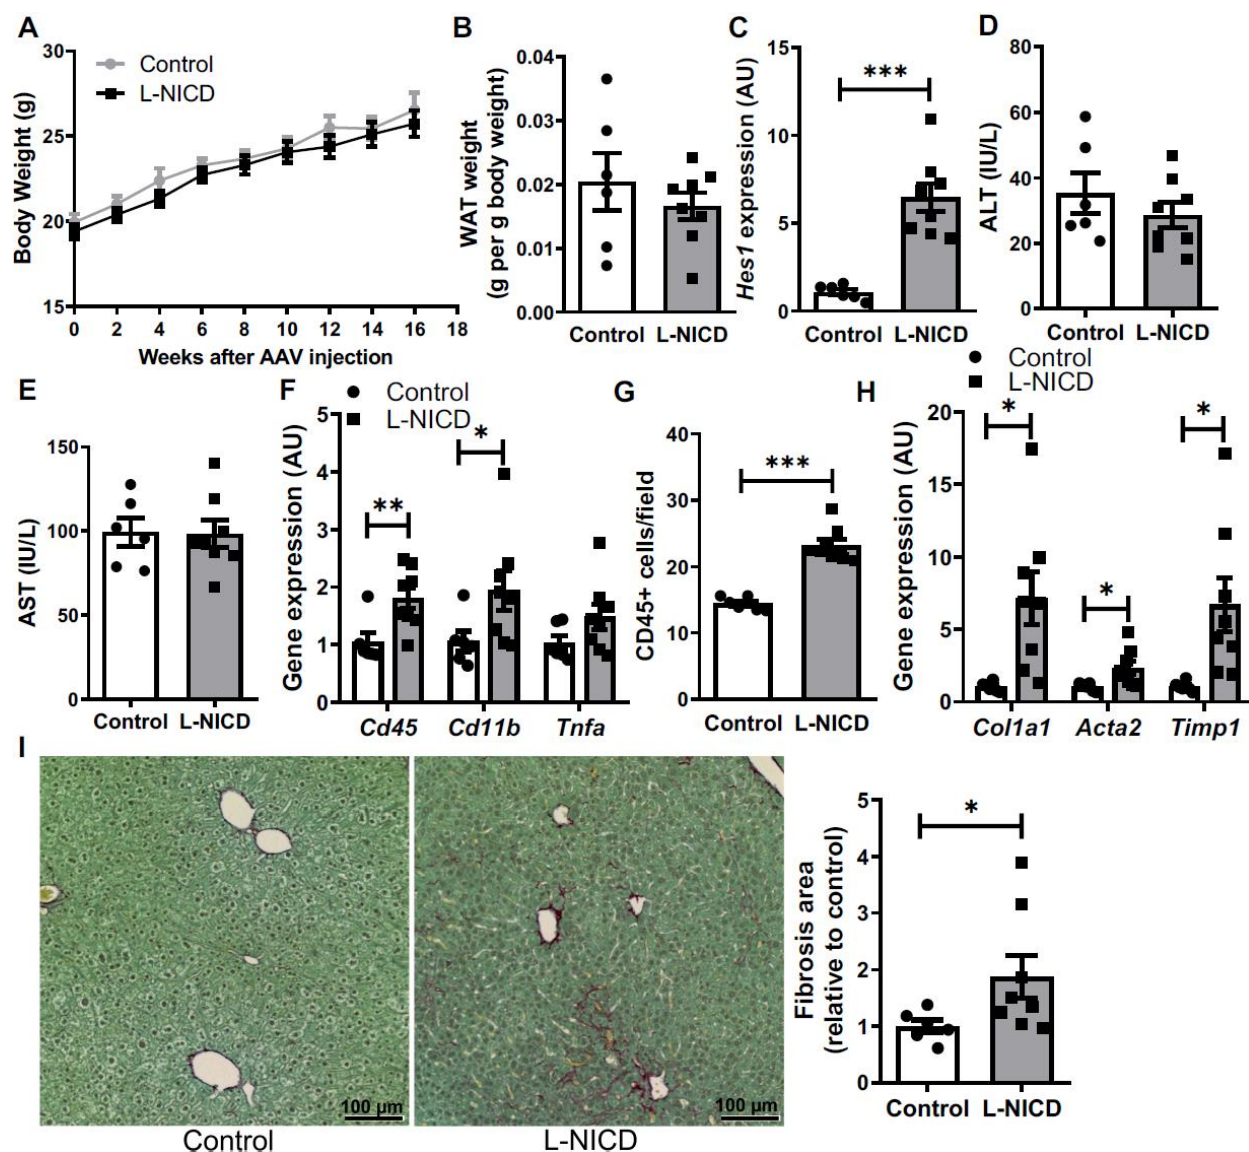 A
Body Weight (g)
30
25
20
15
Control
L-NICD
0 2 4 6 8 10 12 14 16 18
Weeks after AAV injection
B
WAT weight
(g per g body weight)
0.04
0.03
0.02
0.01
0.00
Control L-NICD
C
Hes1 expression (AU)
15
10
5
0
***
Control L-NICD
D
ALT (IU/L)
80
60
40
20
0
Control L-NICD
E
AST (IU/L)
150
100
50
0
Control L-NICD
F
Control
L-NICD
Gene expression (AU)
5
4
3
2
1
0
**
*
Cd45 Cd11b Tnfa
G
CD45+ cells/field
40
30
20
10
0
***
Control L-NICD
H
Control
L-NICD
Gene expression (AU)
20
15
10
5
0
*
*
*
Col1a1 Acta2 Timp1
I
100 µm
Control
100 µm
L-NICD
Fibrosis area
(relative to control)
5
4
3
2
1
0
*
Control L-NICD